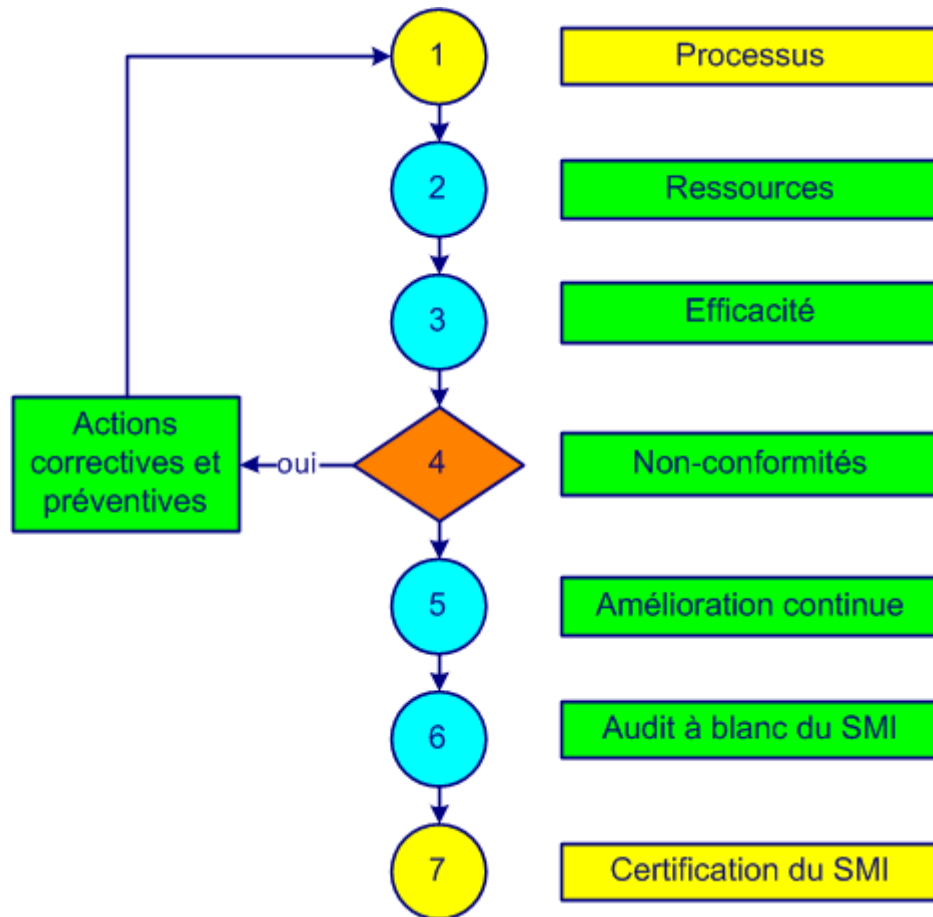 1
Processus
2
Ressources
3
Efficacité
Actions
correctives et
préventives
oui
4
Non-conformités
5
Amélioration continue
6
Audit à blanc du SMI
7
Certification du SMI